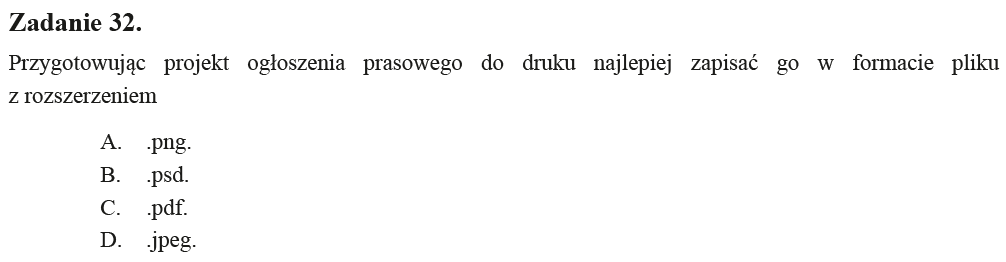 Zadanie 32.
Przygotowując projekt ogłoszenia prasowego do druku najlepiej zapisać go w formacie pliku
z rozszerzeniem
A. .png.
B. .psd.
C. .pdf.
D. .jpeg.